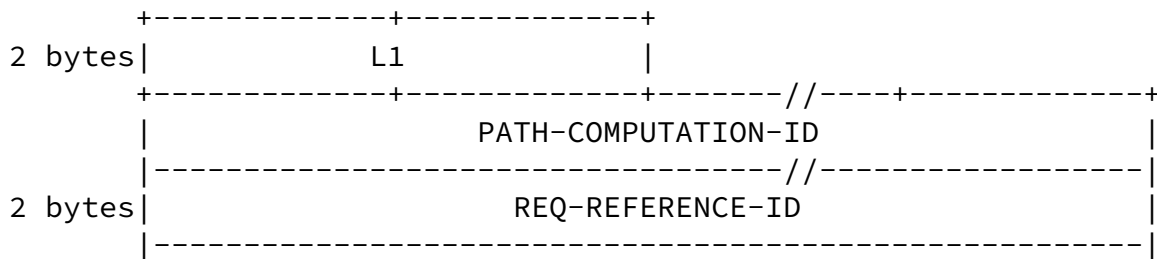 +-------------+-------------+
2 bytes|            L1             |
       +-------------+-------------+-------//----+-------------+
       |                  PATH-COMPUTATION-ID                  |
       |-----------------------------------//------------------|
2 bytes|                    REQ-REFERENCE-ID                   |
       |-------------------------------------------------------|